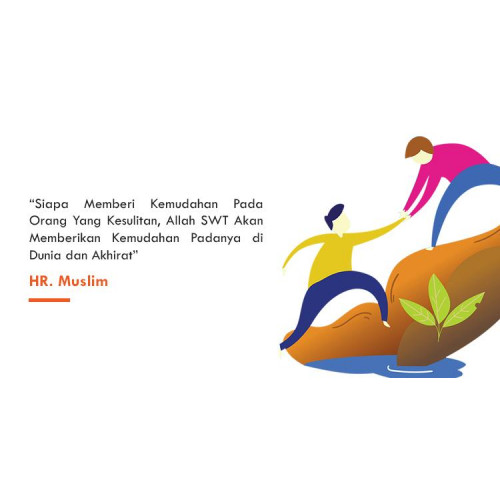 “Siapa Memberi Kemudahan Pada
Orang Yang Kesulitan, Allah SWT Akan
Memberikan Kemudahan Padanya di
Dunia dan Akhirat”
HR. Muslim